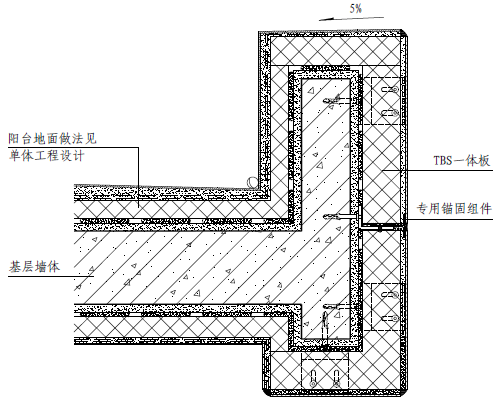 5%
阳台地面做法见
单体工程设计
TBS一体板
专用锚固组件
基层墙体